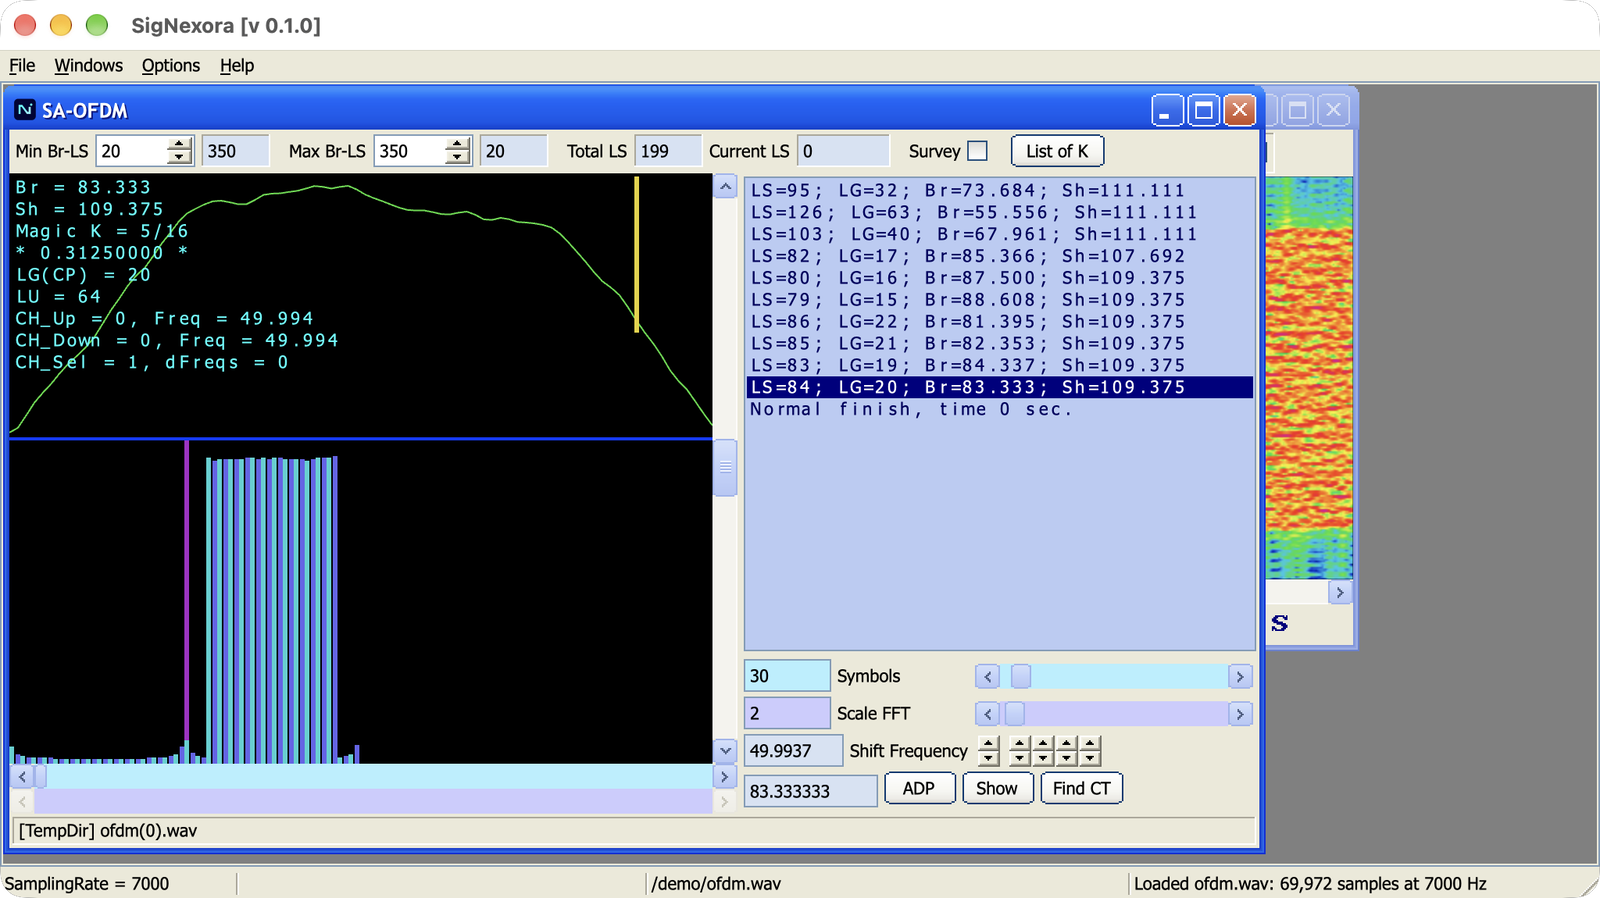 SigNexora [v 0.1.0]
File Windows Options Help
SA-OFDM
Min Br-LS 20 350 Max Br-LS 350 20 Total LS 199 Current LS 0 Survey List of K
Br = 83.333
Sh = 109.375
Magic K = 5/16
* 0.31250000 *
LG(CP) = 20
LU = 64
CH_Up = 0, Freq = 49.994
CH_Down = 0, Freq = 49.994
CH_Sel = 1, dFreqs = 0
LS=95; LG=32; Br=73.684; Sh=111.111
LS=126; LG=63; Br=55.556; Sh=111.111
LS=103; LG=40; Br=67.961; Sh=111.111
LS=82; LG=17; Br=85.366; Sh=107.692
LS=80; LG=16; Br=87.500; Sh=109.375
LS=79; LG=15; Br=88.608; Sh=109.375
LS=86; LG=22; Br=81.395; Sh=109.375
LS=85; LG=21; Br=82.353; Sh=109.375
LS=83; LG=19; Br=84.337; Sh=109.375
LS=84; LG=20; Br=83.333; Sh=109.375
Normal finish, time 0 sec.
S
30 Symbols
2 Scale FFT
49.9937 Shift Frequency
83.333333 ADP Show Find CT
[TempDir] ofdm(0).wav
SamplingRate = 7000 /demo/ofdm.wav Loaded ofdm.wav: 69,972 samples at 7000 Hz